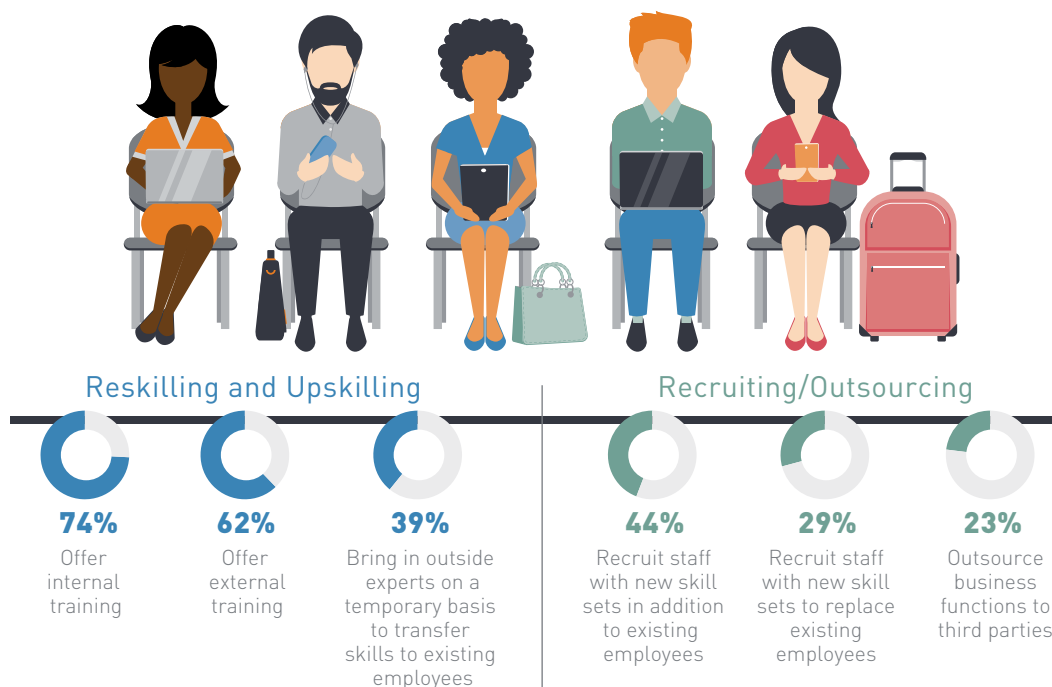 Reskilling and Upskilling
74%
Offer
internal
training
62%
Offer
external
training
39%
Bring in outside
experts on a
temporary basis
to transfer
skills to existing
employees
Recruiting/Outsourcing
44%
Recruit staff
with new skill
sets in addition
to existing
employees
29%
Recruit staff
with new skill
sets to replace
existing
employees
23%
Outsource
business
functions to
third parties